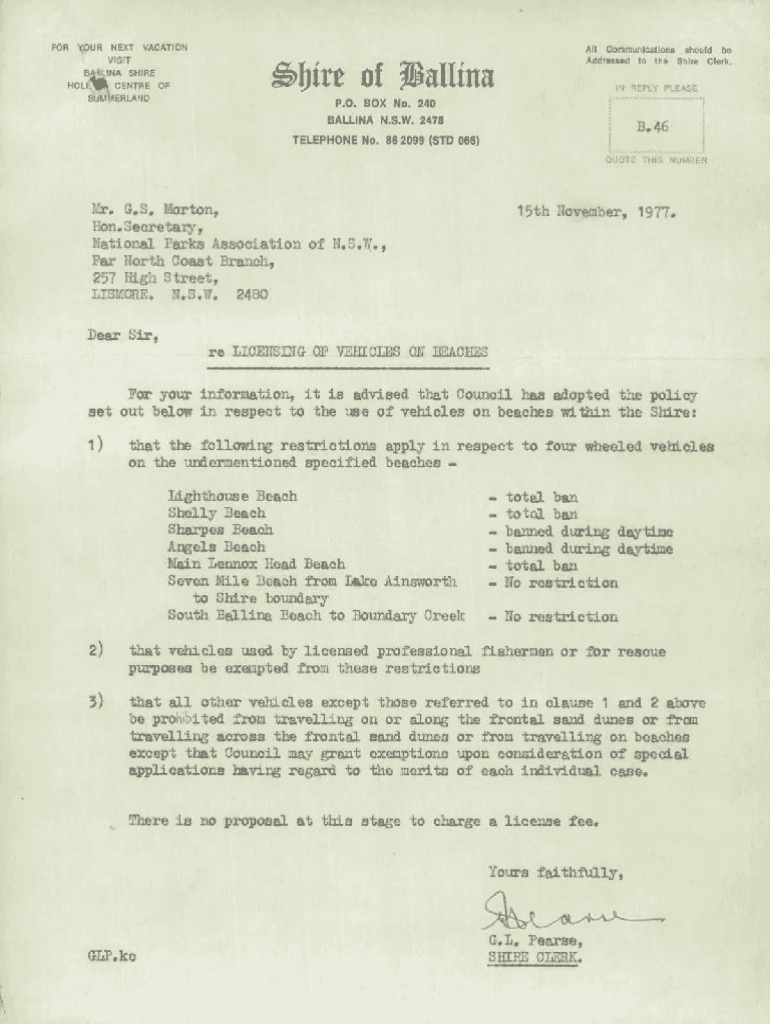 FOR YOUR NEXT VACATION
VISIT
BALLINA SHIRE
CENTRE OF
SUMMERLAND
Shire of Ballina
P.O. BOX No. 240
BALLINA N.S.W. 2478
TELEPHONE No. 86 2099 (STD 066)
All Communications should be
Addressed to the Shire Clerk.
IN REPLY PLEASE
B.46
QUOTE THIS NUMBER
Mr. G.S. Morton,
Hon.Secretary,
National Parks Association of N.S.W.,
Far North Coast Branch,
257 High Street,
LISMORE. N.S.W. 2480
15th November, 1977.
Dear Sir,
re LICENSING OF VEHICLES ON BEACHES
For your information, it is advised that Council has adopted the policy
set out below in respect to the use of vehicles on beaches within the Shire:
1) that the following restrictions apply in respect to four wheeled vehicles
on the undermentioned specified beaches -
Lighthouse Beach - total ban
Shelly Beach - total ban
Sharpes Beach - banned during daytime
Angels Beach - banned during daytime
Main Lennox Head Beach - total ban
Seven Mile Beach from Lake Ainsworth - No restriction
to Shire boundary
South Ballina Beach to Boundary Creek - No restriction
2) that vehicles used by licensed professional fishermen or for rescue
purposes be exempted from these restrictions
3) that all other vehicles except those referred to in clause 1 and 2 above
be prohibited from travelling on or along the frontal sand dunes or from
travelling across the frontal sand dunes or from travelling on beaches
except that Council may grant exemptions upon consideration of special
applications having regard to the merits of each individual case.
There is no proposal at this stage to charge a license fee.
Yours faithfully,
G.L. Pearse,
SHIRE CLERK.
GLP.kc